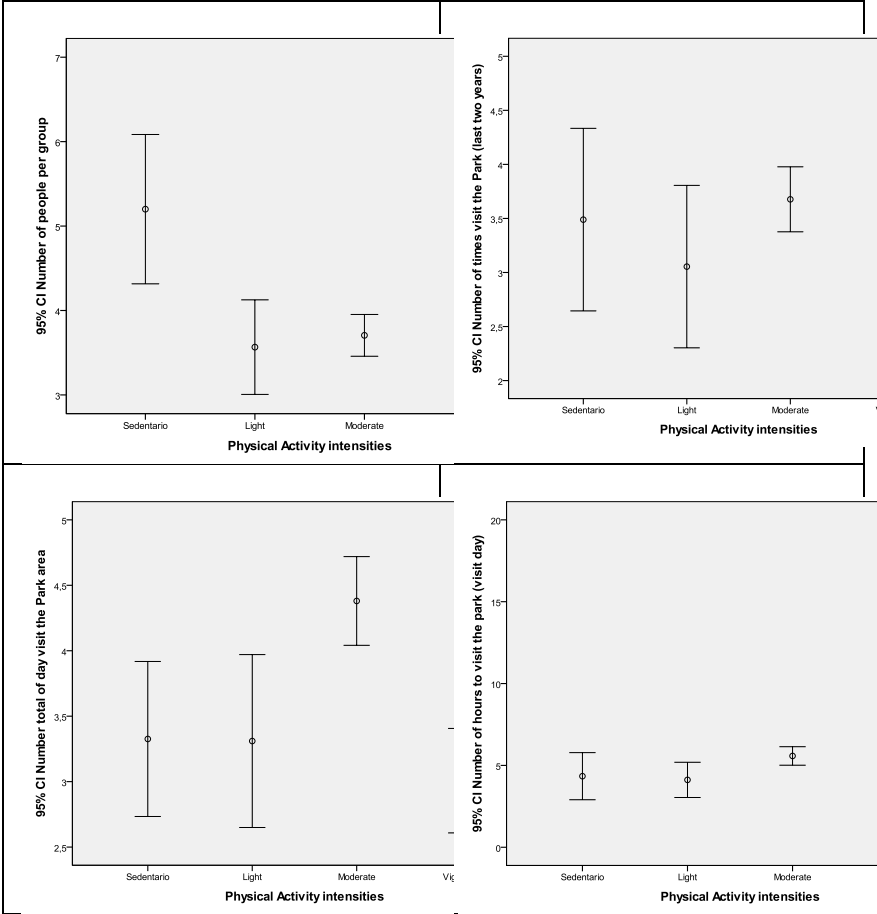 95% CI Number of people per group
7
6
5
4
3
Sedentario Light Moderate
Physical Activity intensities
95% CI Number of times visit the Park (last two years)
5
4,5
4
3,5
3
2,5
2
Sedentario Light Moderate
Physical Activity intensities
95% CI Number total of day visit the Park area
5
4,5
4
3,5
3
2,5
Sedentario Light Moderate Vig
Physical Activity intensities
95% CI Number of hours to visit the park (visit day)
20
15
10
5
0
Sedentario Light Moderate
Physical Activity intensities